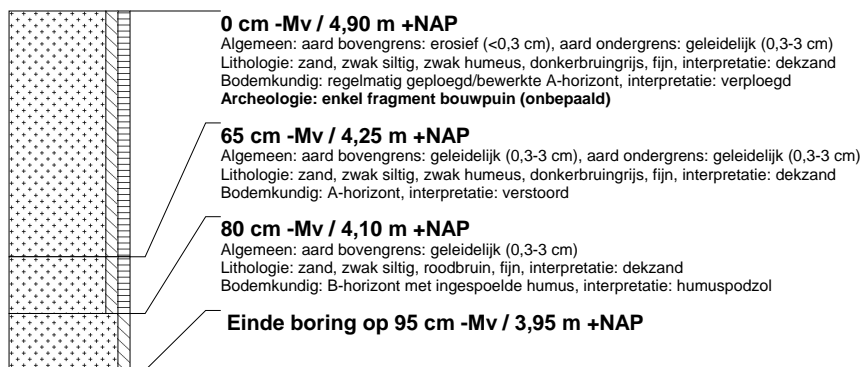 0 cm -Mv / 4,90 m +NAP
Algemeen: aard bovengrens: erosief (<0,3 cm), aard ondergrens: geleidelijk (0,3-3 cm)
Lithologie: zand, zwak siltig, zwak humeus, donkerbruingrijs, fijn, interpretatie: dekzand
Bodemkundig: regelmatig geploegd/bewerkte A-horizont, interpretatie: verploegd
Archeologie: enkel fragment bouwpuin (onbepaald)
65 cm -Mv / 4,25 m +NAP
Algemeen: aard bovengrens: geleidelijk (0,3-3 cm), aard ondergrens: geleidelijk (0,3-3 cm)
Lithologie: zand, zwak siltig, zwak humeus, donkerbruingrijs, fijn, interpretatie: dekzand
Bodemkundig: A-horizont, interpretatie: verstoord
80 cm -Mv / 4,10 m +NAP
Algemeen: aard bovengrens: geleidelijk (0,3-3 cm)
Lithologie: zand, zwak siltig, roodbruin, fijn, interpretatie: dekzand
Bodemkundig: B-horizont met ingespoelde humus, interpretatie: humuspodzol
Einde boring op 95 cm -Mv / 3,95 m +NAP